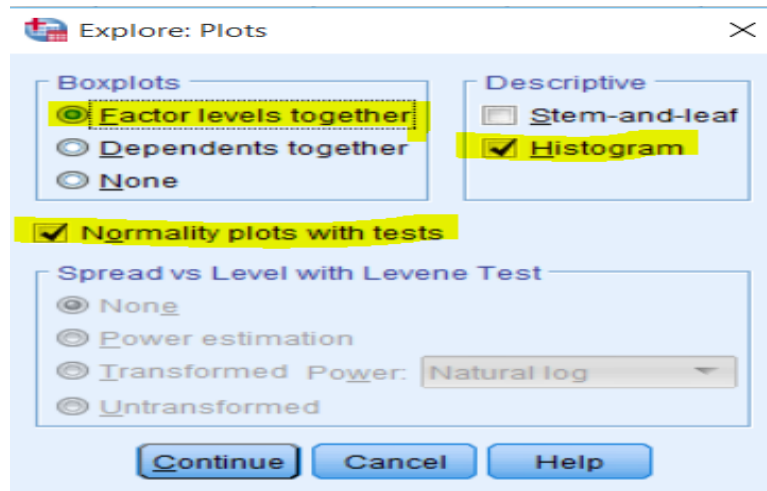 Explore: Plots
Boxplots
Factor levels together
Dependents together
None
Descriptive
Stem-and-leaf
Histogram
Normality plots with tests
Spread vs Level with Levene Test
None
Power estimation
Transformed Power: Natural log
Untransformed
Continue Cancel Help